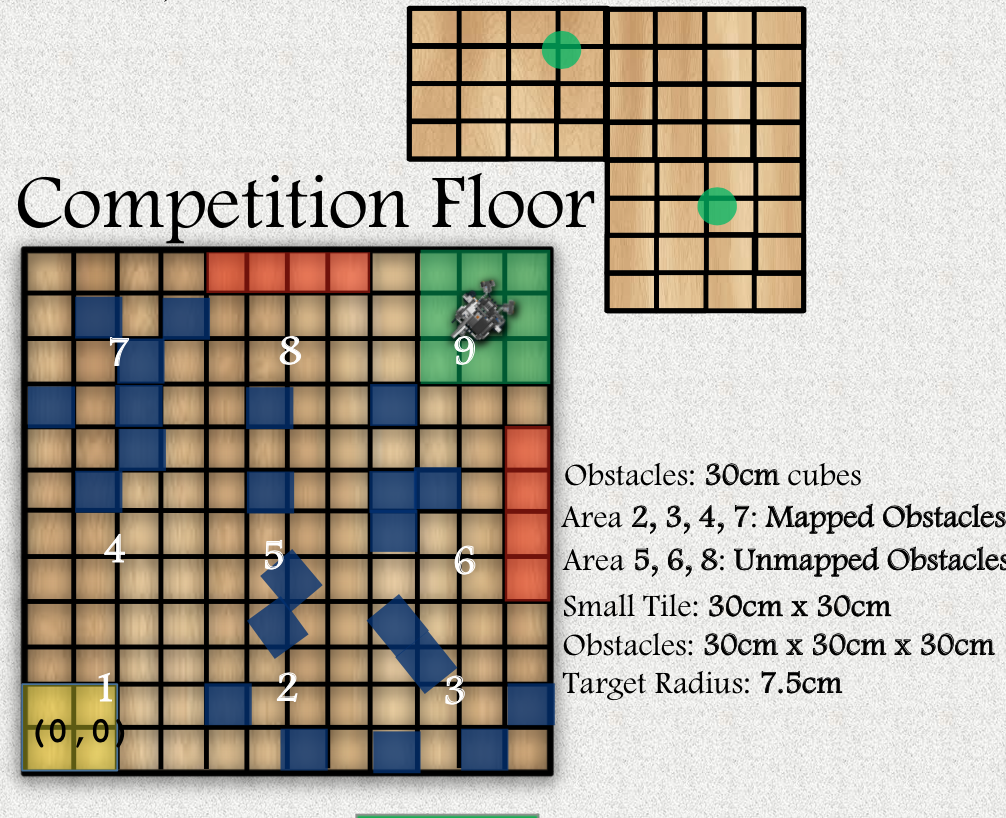 Competition Floor
7
8
9
4
5
6
1
2
3
(0,0)
Obstacles: 30cm cubes
Area 2, 3, 4, 7: Mapped Obstacles
Area 5, 6, 8: Unmapped Obstacles
Small Tile: 30cm x 30cm
Obstacles: 30cm x 30cm x 30cm
Target Radius: 7.5cm